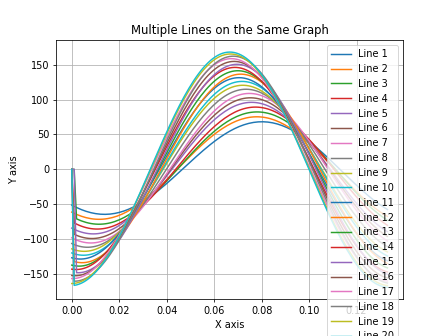 Multiple Lines on the Same Graph
Y axis
150
100
50
0
−50
−100
−150
0.00
0.02
0.04
0.06
0.08
0.10
X axis
Line 1
Line 2
Line 3
Line 4
Line 5
Line 6
Line 7
Line 8
Line 9
Line 10
Line 11
Line 12
Line 13
Line 14
Line 15
Line 16
Line 17
Line 18
Line 19
Line 20